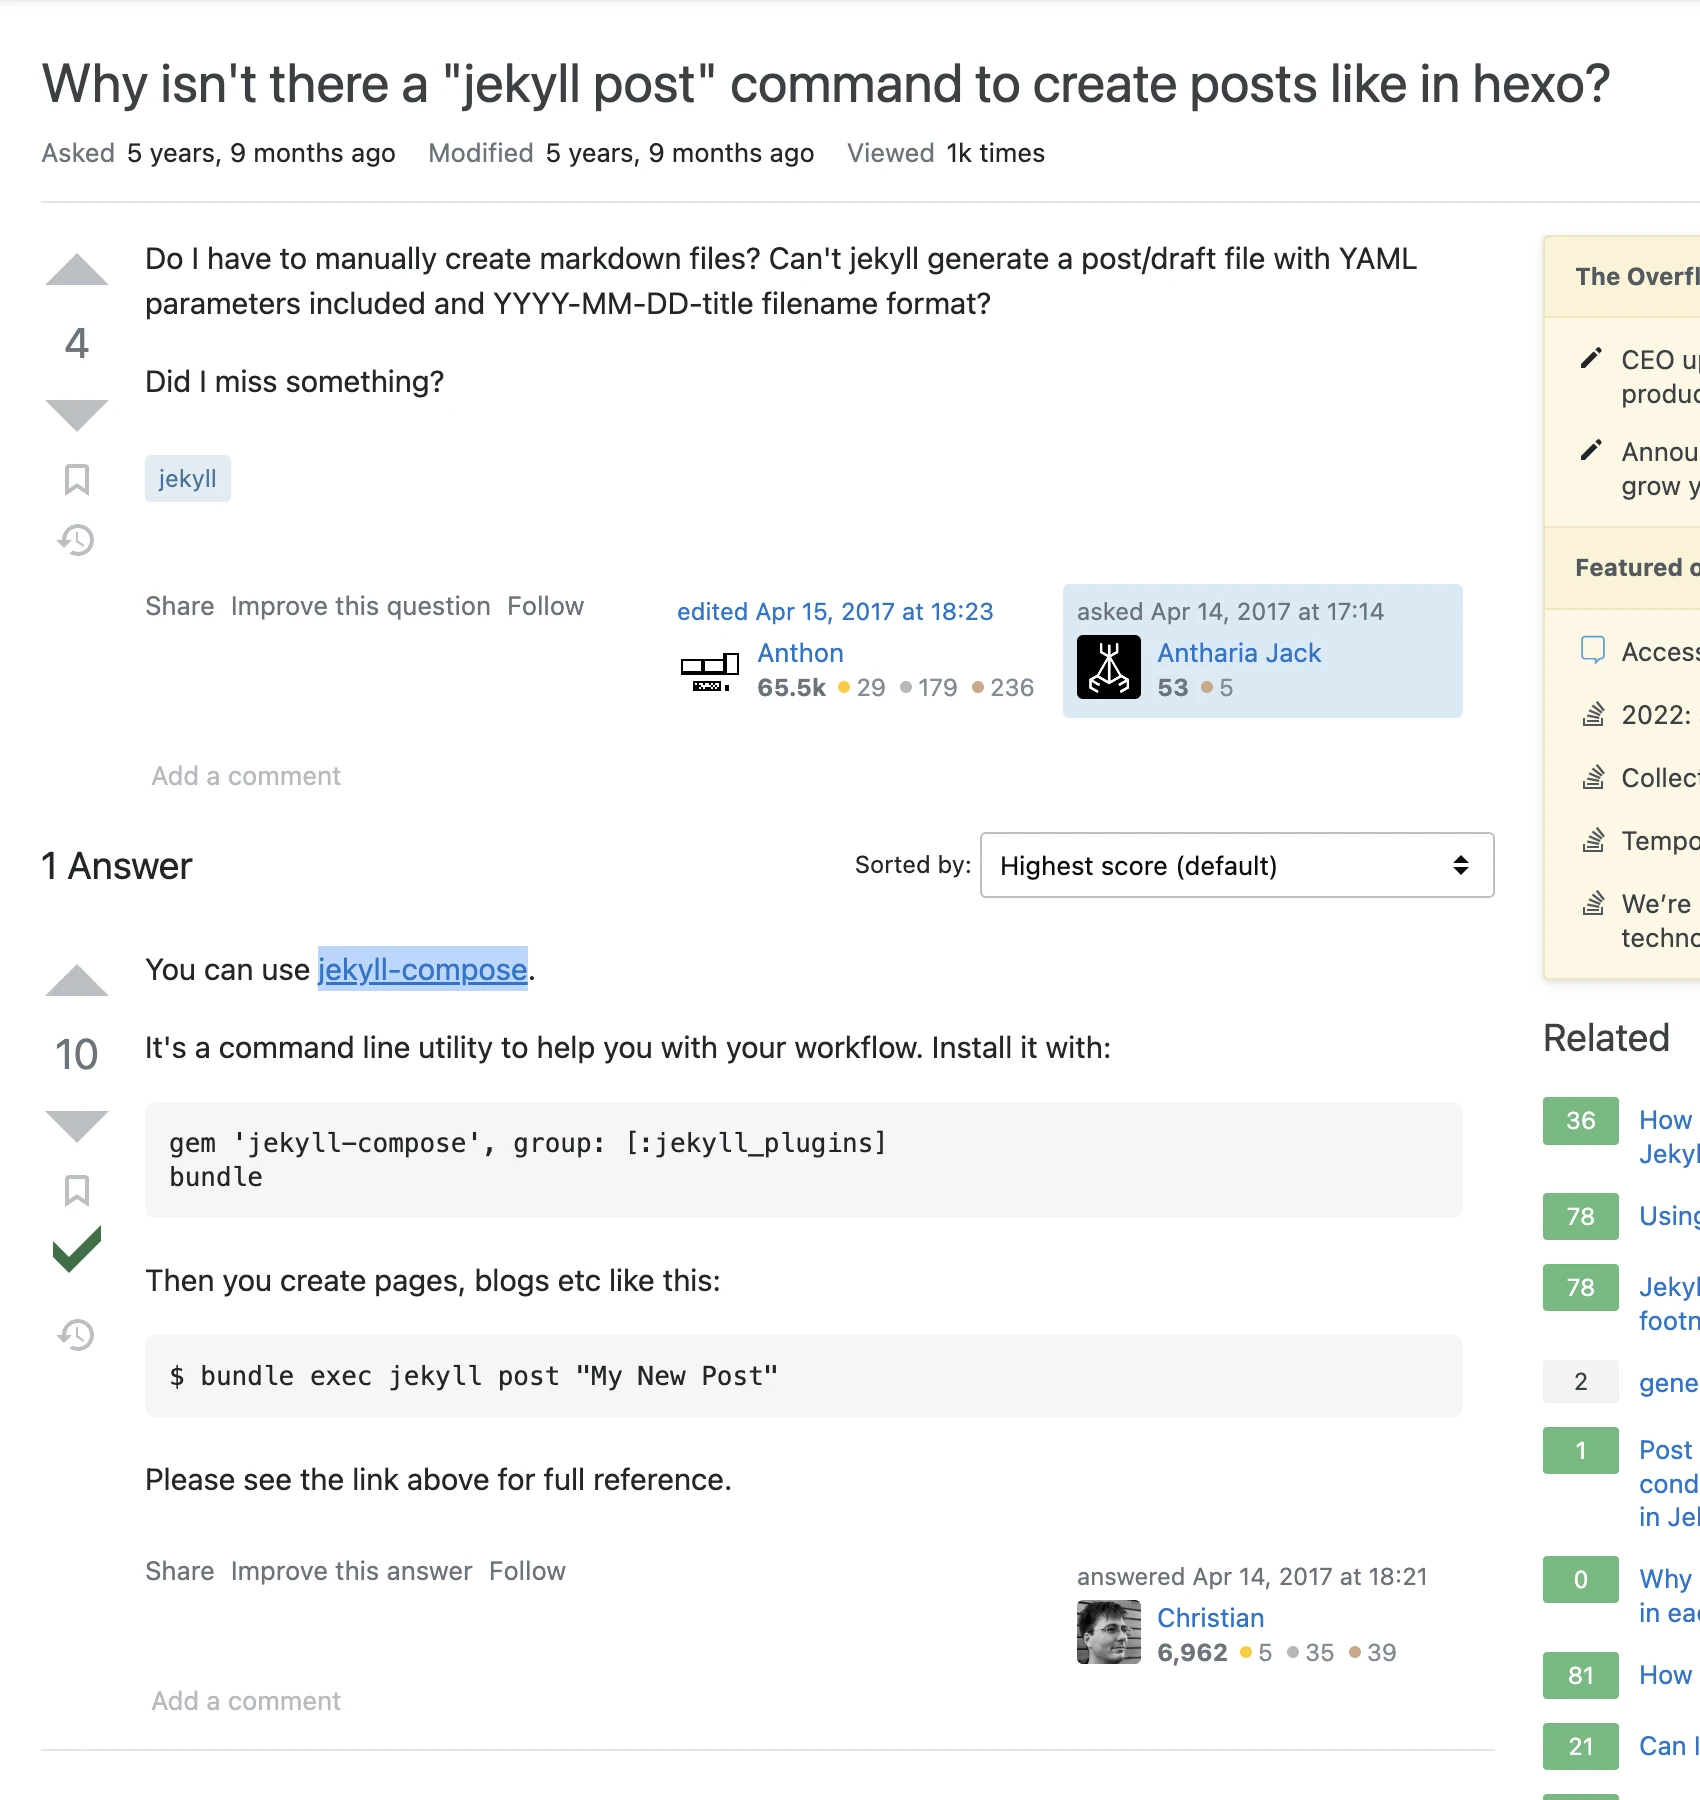 Why isn't there a "jekyll post" command to create posts like in hexo?
Asked 5 years, 9 months ago Modified 5 years, 9 months ago Viewed 1k times
4
Do I have to manually create markdown files? Can't jekyll generate a post/draft file with YAML
parameters included and YYYY-MM-DD-title filename format?
Did I miss something?
jekyll
Share Improve this question Follow
edited Apr 15, 2017 at 18:23
Anthon
65.5k 29 179 236
asked Apr 14, 2017 at 17:14
Antharia Jack
53 5
Add a comment
1 Answer
Sorted by: Highest score (default)
10
You can use jekyll-compose.
It's a command line utility to help you with your workflow. Install it with:
gem 'jekyll-compose', group: [:jekyll_plugins]
bundle
Then you create pages, blogs etc like this:
$ bundle exec jekyll post "My New Post"
Please see the link above for full reference.
Share Improve this answer Follow
answered Apr 14, 2017 at 18:21
Christian
6,962 5 35 39
Add a comment
The Overfl
CEO up
produc
Annou
grow y
Featured o
Access
2022:
Collect
Tempo
We're
techno
Related
36 How
Jekyl
78 Using
78 Jekyl
footn
2 gene
1 Post
cond
in Jel
0 Why
in eac
81 How
21 Can I